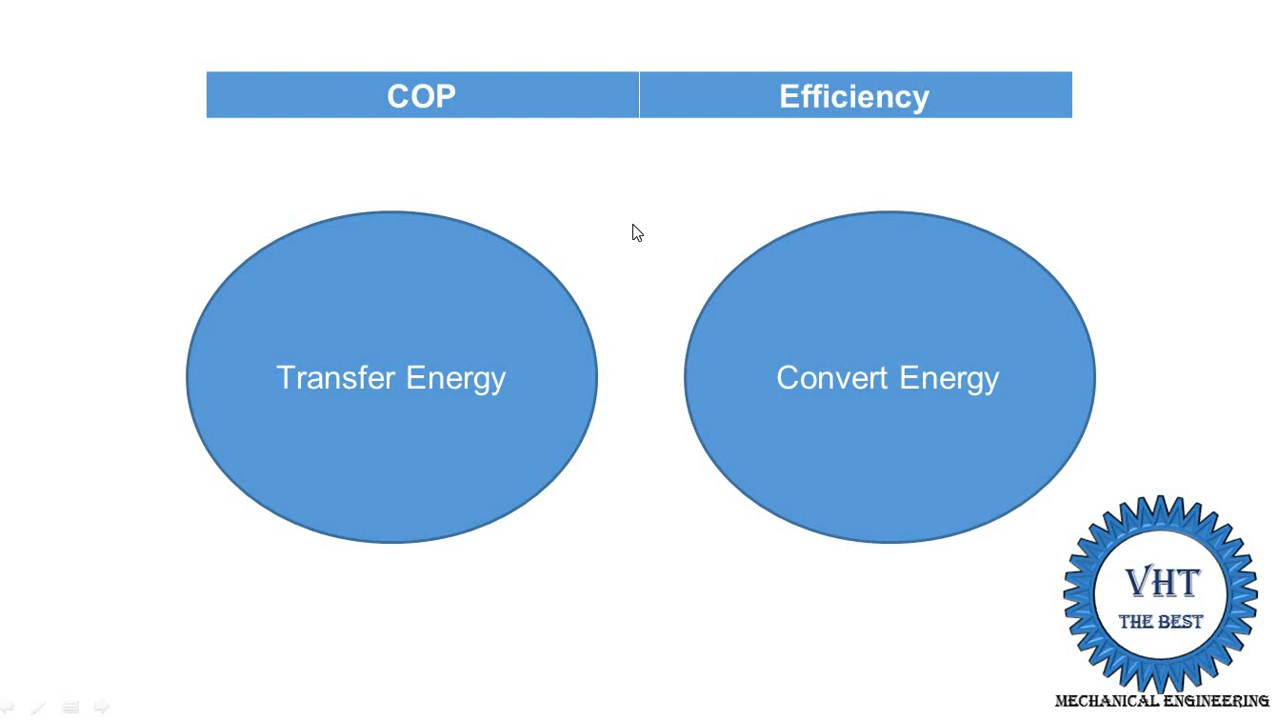 COP
Efficiency
Transfer Energy
Convert Energy
VHT
THE BEST
MECHANICAL ENGINEERING